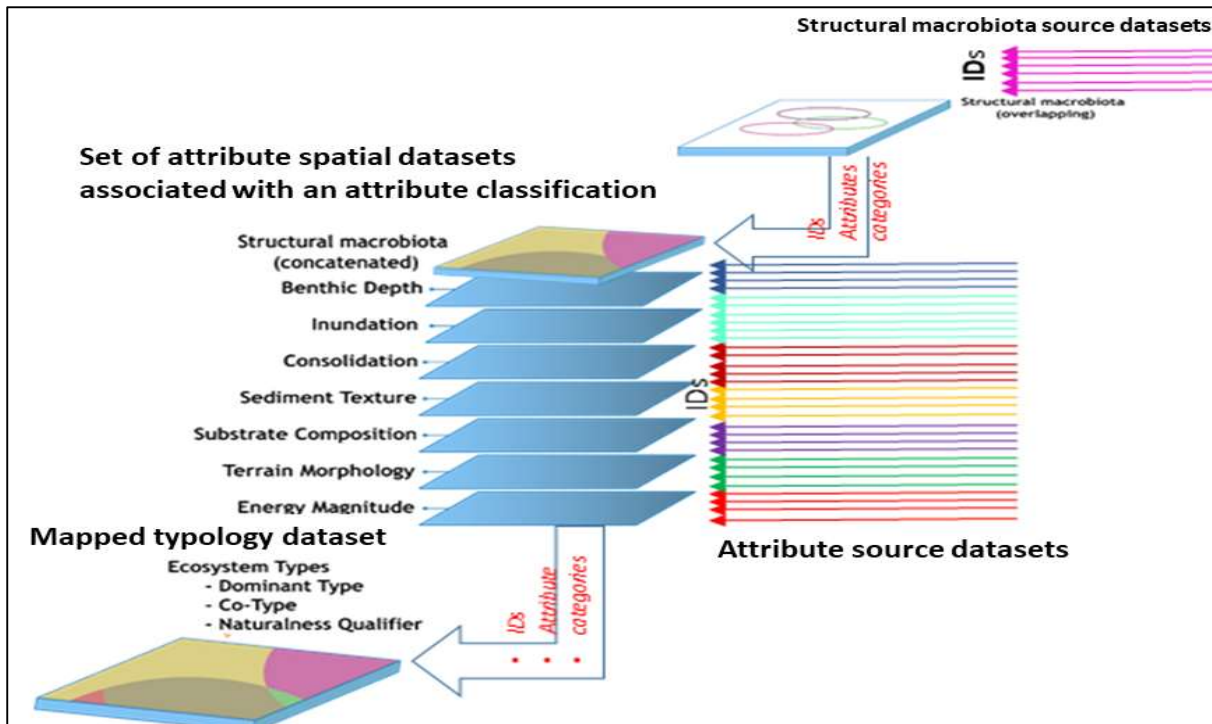 Structural macrobiota source datasets
IDs
Structural macrobiota
(overlapping)
Set of attribute spatial datasets
associated with an attribute classification
IDs
Attributes
categories
Structural macrobiota
(concatenated)
Benthic Depth
Inundation
Consolidation
Sediment Texture
IDs
Substrate Composition
Terrain Morphology
Energy Magnitude
Mapped typology dataset
Attribute source datasets
Ecosystem Types
- Dominant Type
- Co-Type
- Naturalness Qualifier
IDs
Attribute
categories